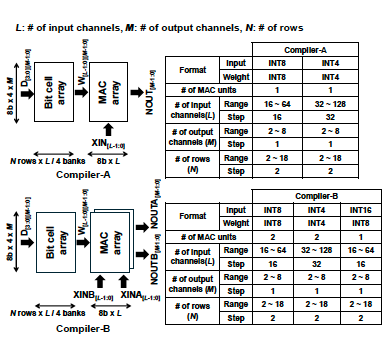 L: # of input channels, M: # of output channels, N: # of rows
8b x 4 x M
D[3:0][M-1:0]
Bit cell array
W[L-1:0][M-1:0]
MAC array
NOUT[M-1:0]
XIN[L-1:0]
N rows x L / 4 banks
8b x L
Compiler-A
Compiler-A
Format Input INT8 INT4
Weight INT8 INT4
# of MAC units 1 1
# of Input channels(L) Range 16 ~ 64 32 ~ 128
Step 16 32
# of output channels (M) Range 2 ~ 8 2 ~ 8
Step 1 1
# of rows (N) Range 2 ~ 18 2 ~ 18
Step 2 2
8b x 4 x M
D[3:0][M-1:0]
Bit cell array
W[L-1:0][M-1:0]
MAC array
NOUTA[M-1:0]
NOUTB[M-1:0]
XINB[L-1:0]
XINA[L-1:0]
N rows x L / 4 banks
8b x L
Compiler-B
Compiler-B
Format Input INT8 INT4 INT16
Weight INT8 INT4 INT8
# of MAC units 2 2 1
# of Input channels(L) Range 16 ~ 64 32 ~ 128 16 ~ 64
Step 16 32 16
# of output channels (M) Range 2 ~ 8 2 ~ 8 2 ~ 8
Step 1 1 1
# of rows (N) Range 2 ~ 18 2 ~ 18 2 ~ 18
Step 2 2 2